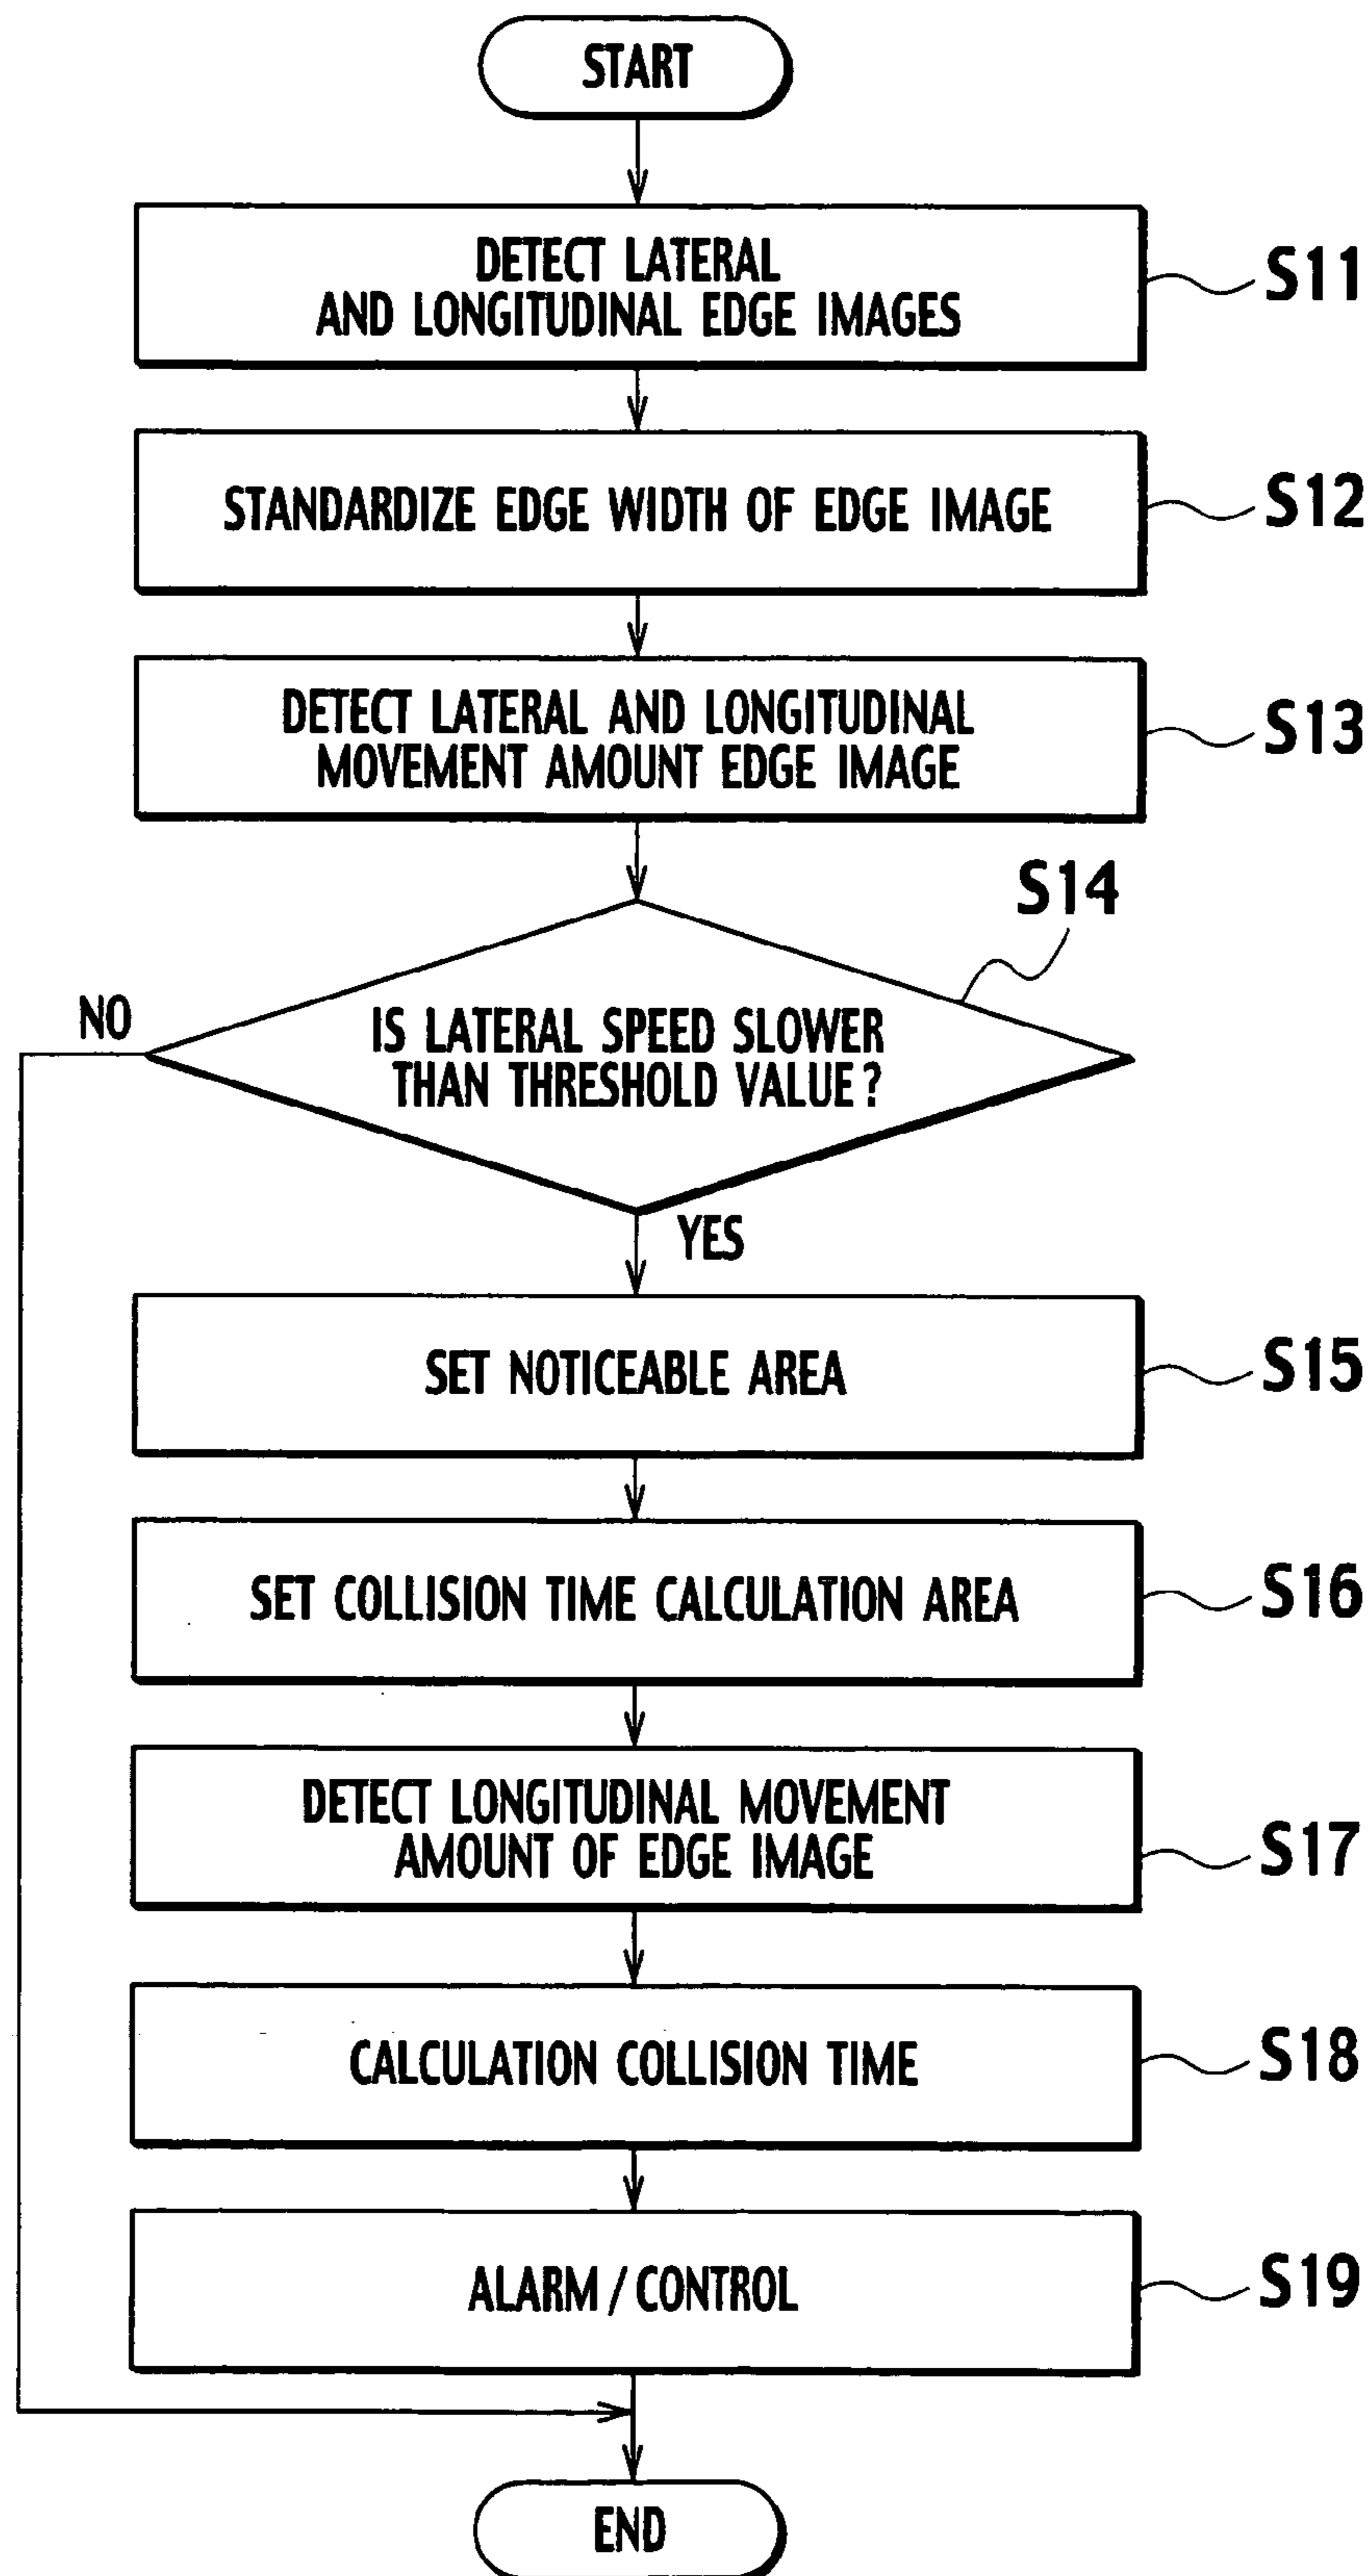 START
DETECT LATERAL
AND LONGITUDINAL EDGE IMAGES
S11
STANDARDIZE EDGE WIDTH OF EDGE IMAGE
S12
DETECT LATERAL AND LONGITUDINAL
MOVEMENT AMOUNT EDGE IMAGE
S13
S14
NO
IS LATERAL SPEED SLOWER
THAN THRESHOLD VALUE?
YES
SET NOTICEABLE AREA
S15
SET COLLISION TIME CALCULATION AREA
S16
DETECT LONGITUDINAL MOVEMENT
AMOUNT OF EDGE IMAGE
S17
CALCULATION COLLISION TIME
S18
ALARM / CONTROL
S19
END